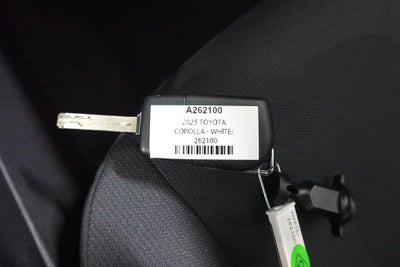 A262100
2025 TOYOTA
COROLLA - WHITE/
262100